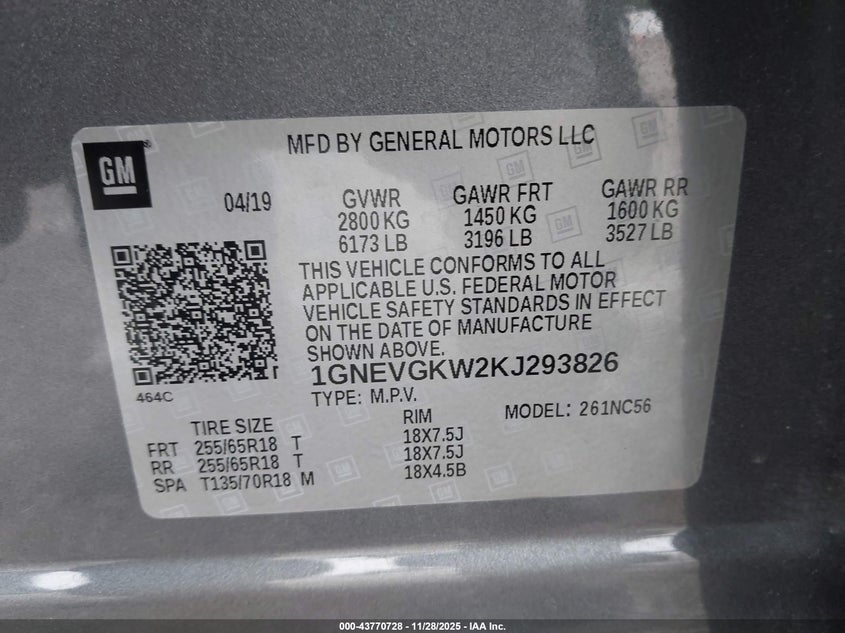 MFD BY GENERAL MOTORS LLC
GM
04/19
GVWR GAWR FRT GAWR RR
2800 KG 1450 KG 1600 KG
6173 LB 3196 LB 3527 LB
THIS VEHICLE CONFORMS TO ALL
APPLICABLE U.S. FEDERAL MOTOR
VEHICLE SAFETY STANDARDS IN EFFECT
ON THE DATE OF MANUFACTURE
SHOWN ABOVE.
1GNEVGKW2KJ293826
464C
TYPE: M.P.V. MODEL: 261NC56
TIRE SIZE RIM
FRT 255/65R18 T 18X7.5J
RR 255/65R18 T 18X7.5J
SPA T135/70R18 M 18X4.5B
000-43770728 - 11/28/2025 - IAA Inc.